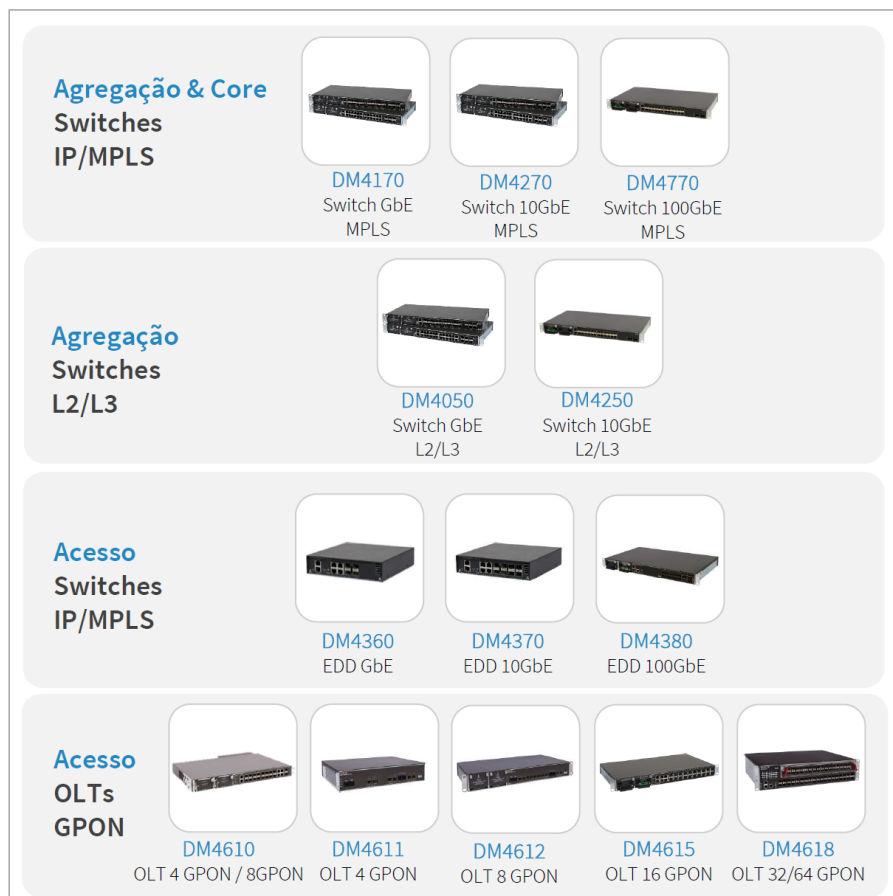 Agregação & Core
Switches
IP/MPLS
DM4170
Switch GbE
MPLS
DM4270
Switch 10GbE
MPLS
DM4770
Switch 100GbE
MPLS
Agregação
Switches
L2/L3
DM4050
Switch GbE
L2/L3
DM4250
Switch 10GbE
L2/L3
Acesso
Switches
IP/MPLS
DM4360
EDD GbE
DM4370
EDD 10GbE
DM4380
EDD 100GbE
Acesso
OLTs
GPON
DM4610
OLT 4 GPON / 8GPON
DM4611
OLT 4 GPON
DM4612
OLT 8 GPON
DM4615
OLT 16 GPON
DM4618
OLT 32/64 GPON